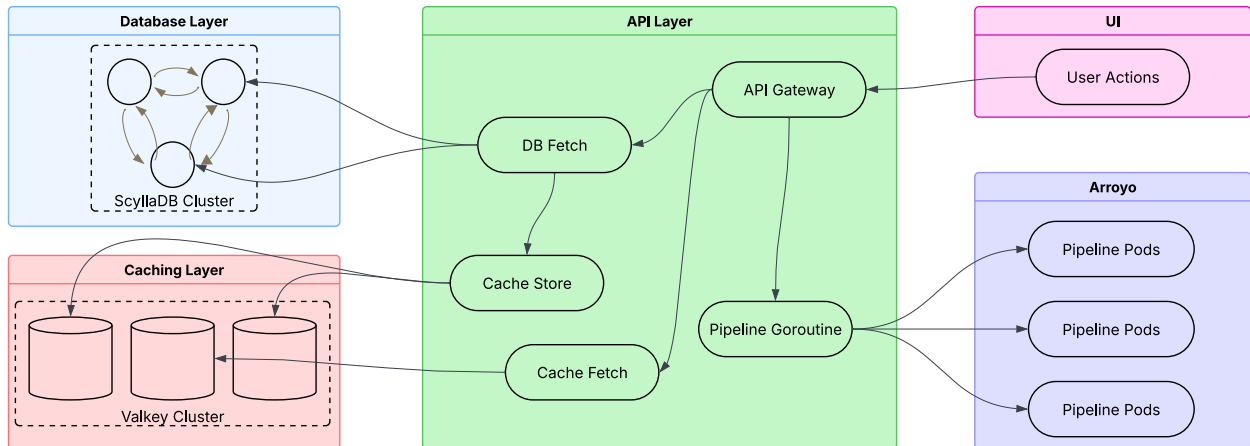 Database Layer
ScyllaDB Cluster
Caching Layer
Valkey Cluster
API Layer
API Gateway
DB Fetch
Cache Store
Pipeline Goroutine
Cache Fetch
UI
User Actions
Arroyo
Pipeline Pods
Pipeline Pods
Pipeline Pods